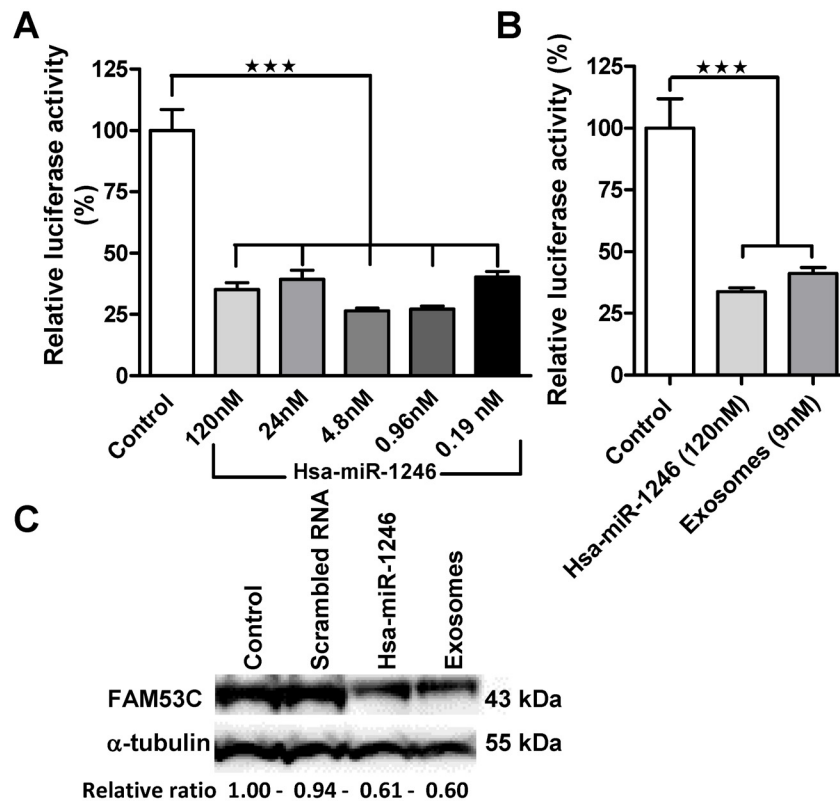 A
Relative luciferase activity
(%)
125
100
75
50
25
0
★★★
Control
120nM
24nM
4.8nM
0.96nM
0.19 nM
Hsa-miR-1246
B
Relative luciferase activity (%)
125
100
75
50
25
0
★★★
Control
Hsa-miR-1246 (120nM)
Exosomes (9nM)
C
Control
Scrambled RNA
Hsa-miR-1246
Exosomes
FAM53C 43 kDa
α-tubulin 55 kDa
Relative ratio 1.00 - 0.94 - 0.61 - 0.60